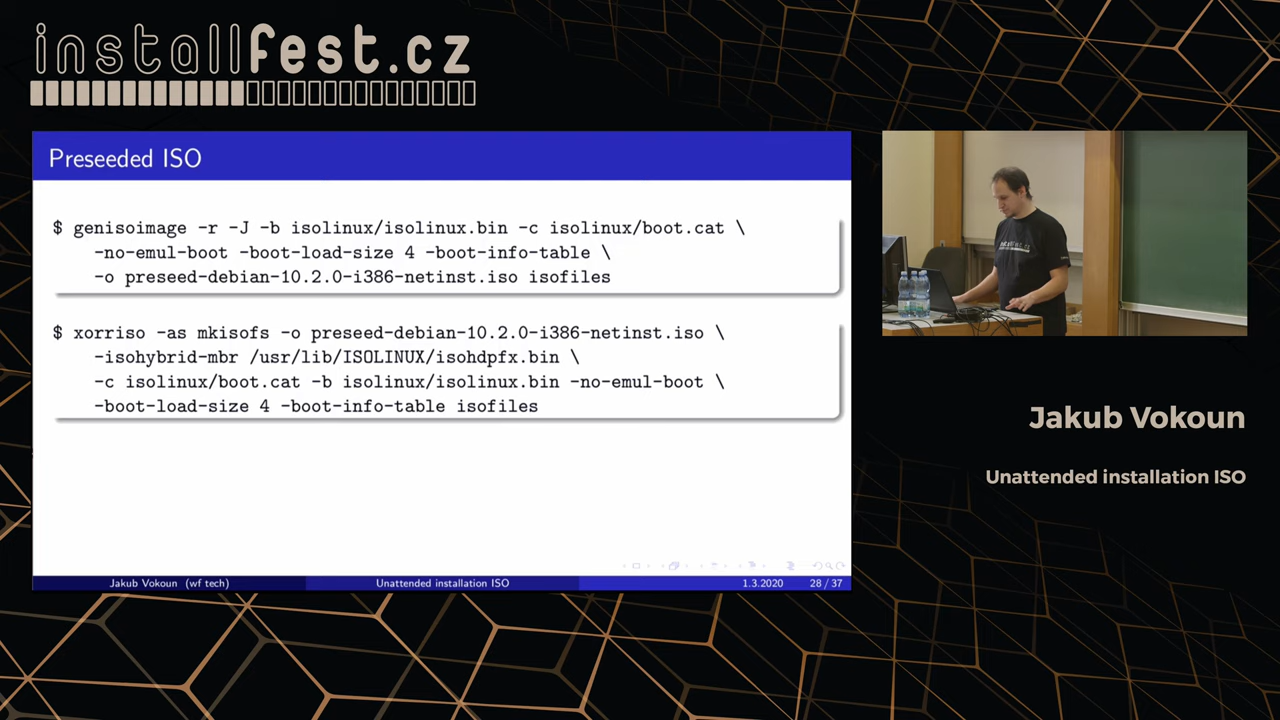 installfest.cz
Preseeded ISO
$ genisoimage -r -J -b isolinux/isolinux.bin -c isolinux/boot.cat \
-no-emul-boot -boot-load-size 4 -boot-info-table \
-o preseed-debian-10.2.0-i386-netinst.iso isofiles
$ xorriso -as mkisofs -o preseed-debian-10.2.0-i386-netinst.iso \
-isohybrid-mbr /usr/lib/ISOLINUX/isohdpfx.bin \
-c isolinux/boot.cat -b isolinux/isolinux.bin -no-emul-boot \
-boot-load-size 4 -boot-info-table isofiles
Jakub Vokoun (wf tech) Unattended installation ISO 1.3.2020 28 / 37
installfest.cz
Jakub Vokoun
Unattended installation ISO